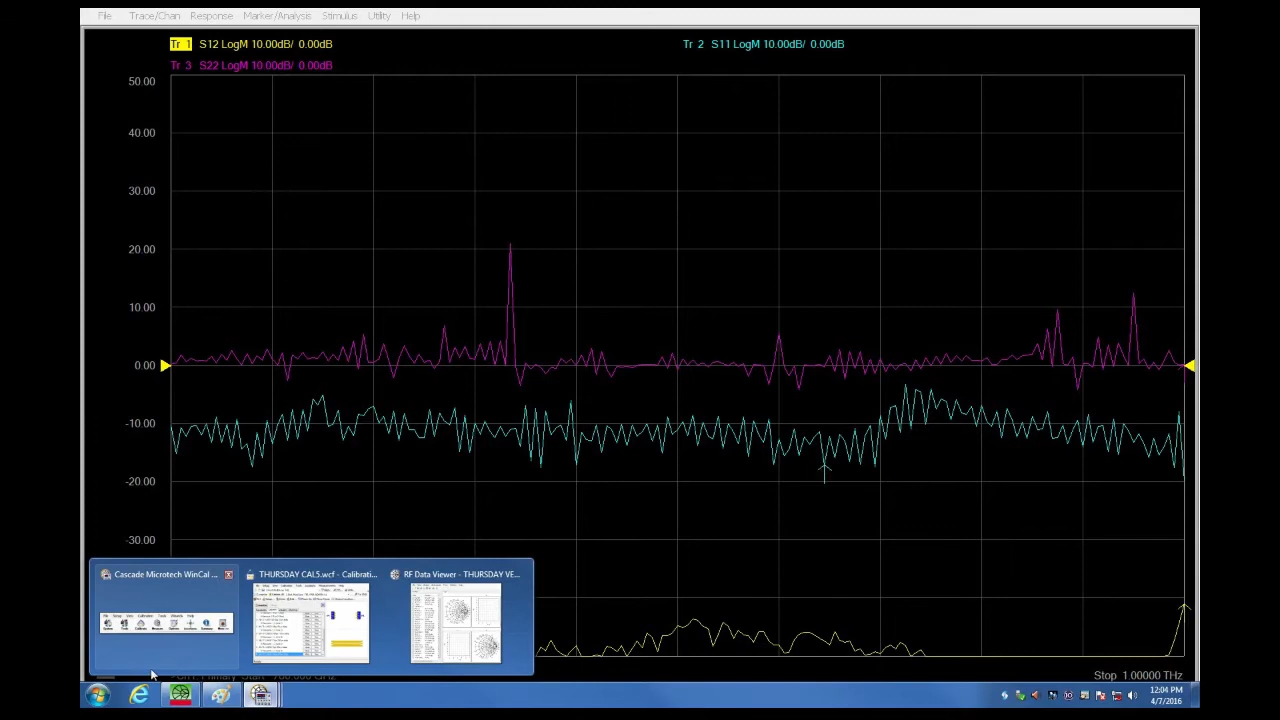 File Trace/Chan Response Marker/Analysis Stimulus Utility Help
Tr 1 S12 LogM 10.00dB/ 0.00dB
Tr 2 S11 LogM 10.00dB/ 0.00dB
Tr 3 S22 LogM 10.00dB/ 0.00dB
50.00
40.00
30.00
20.00
10.00
0.00
-10.00
-20.00
-30.00
Cascade Microtech WinCal ...
THURSDAY CAL5.wcf - Calibrati...
RF Data Viewer - THURSDAY VE...
Stop 1.00000 THz
12:04 PM
4/7/2016